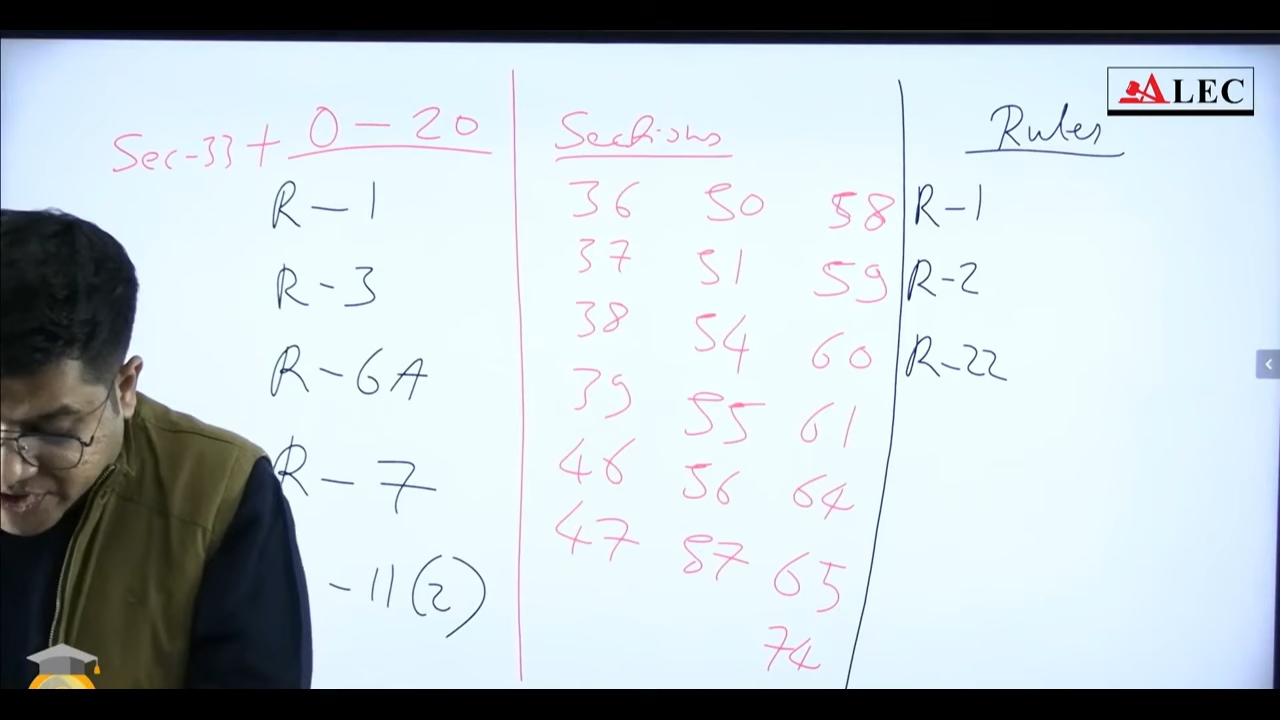 ALEC
Sec-33 + O-20
R-1
R-3
R-6A
R-7
-11(2)
Sections
36 50 58
37 51 59
38 54 60
39 55 61
46 56 64
47 57 65
74
Rules
R-1
R-2
R-22